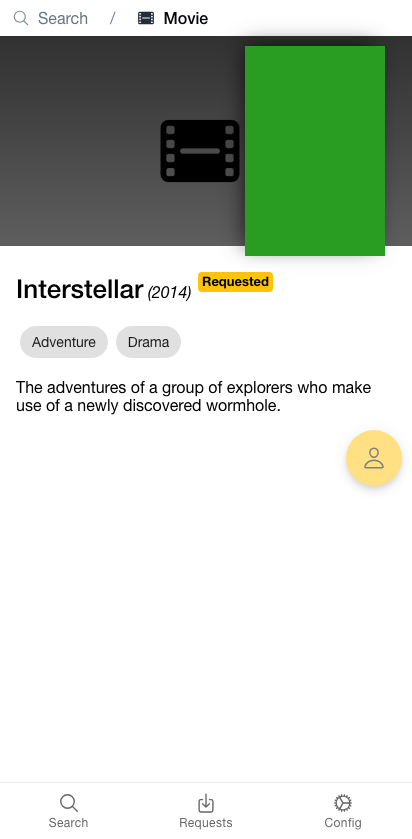 Search / Movie
Interstellar (2014) Requested
Adventure Drama
The adventures of a group of explorers who make
use of a newly discovered wormhole.
Search Requests Config